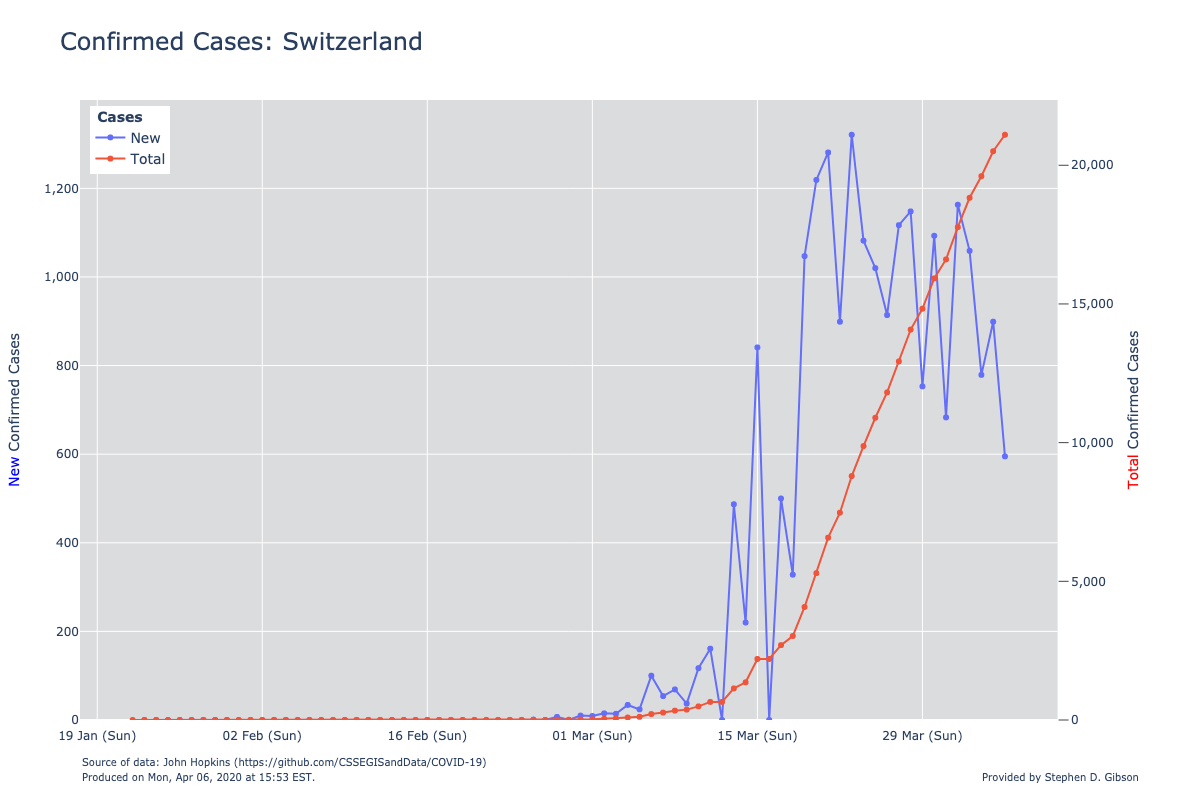 Confirmed Cases: Switzerland
Cases
New
Total
1,200
1,000
800
600
400
200
0
20,000
15,000
10,000
5,000
0
New Confirmed Cases
Total Confirmed Cases
19 Jan (Sun)
02 Feb (Sun)
16 Feb (Sun)
01 Mar (Sun)
15 Mar (Sun)
29 Mar (Sun)
Source of data: John Hopkins (https://github.com/CSSEGISandData/COVID-19)
Produced on Mon, Apr 06, 2020 at 15:53 EST.
Provided by Stephen D. Gibson